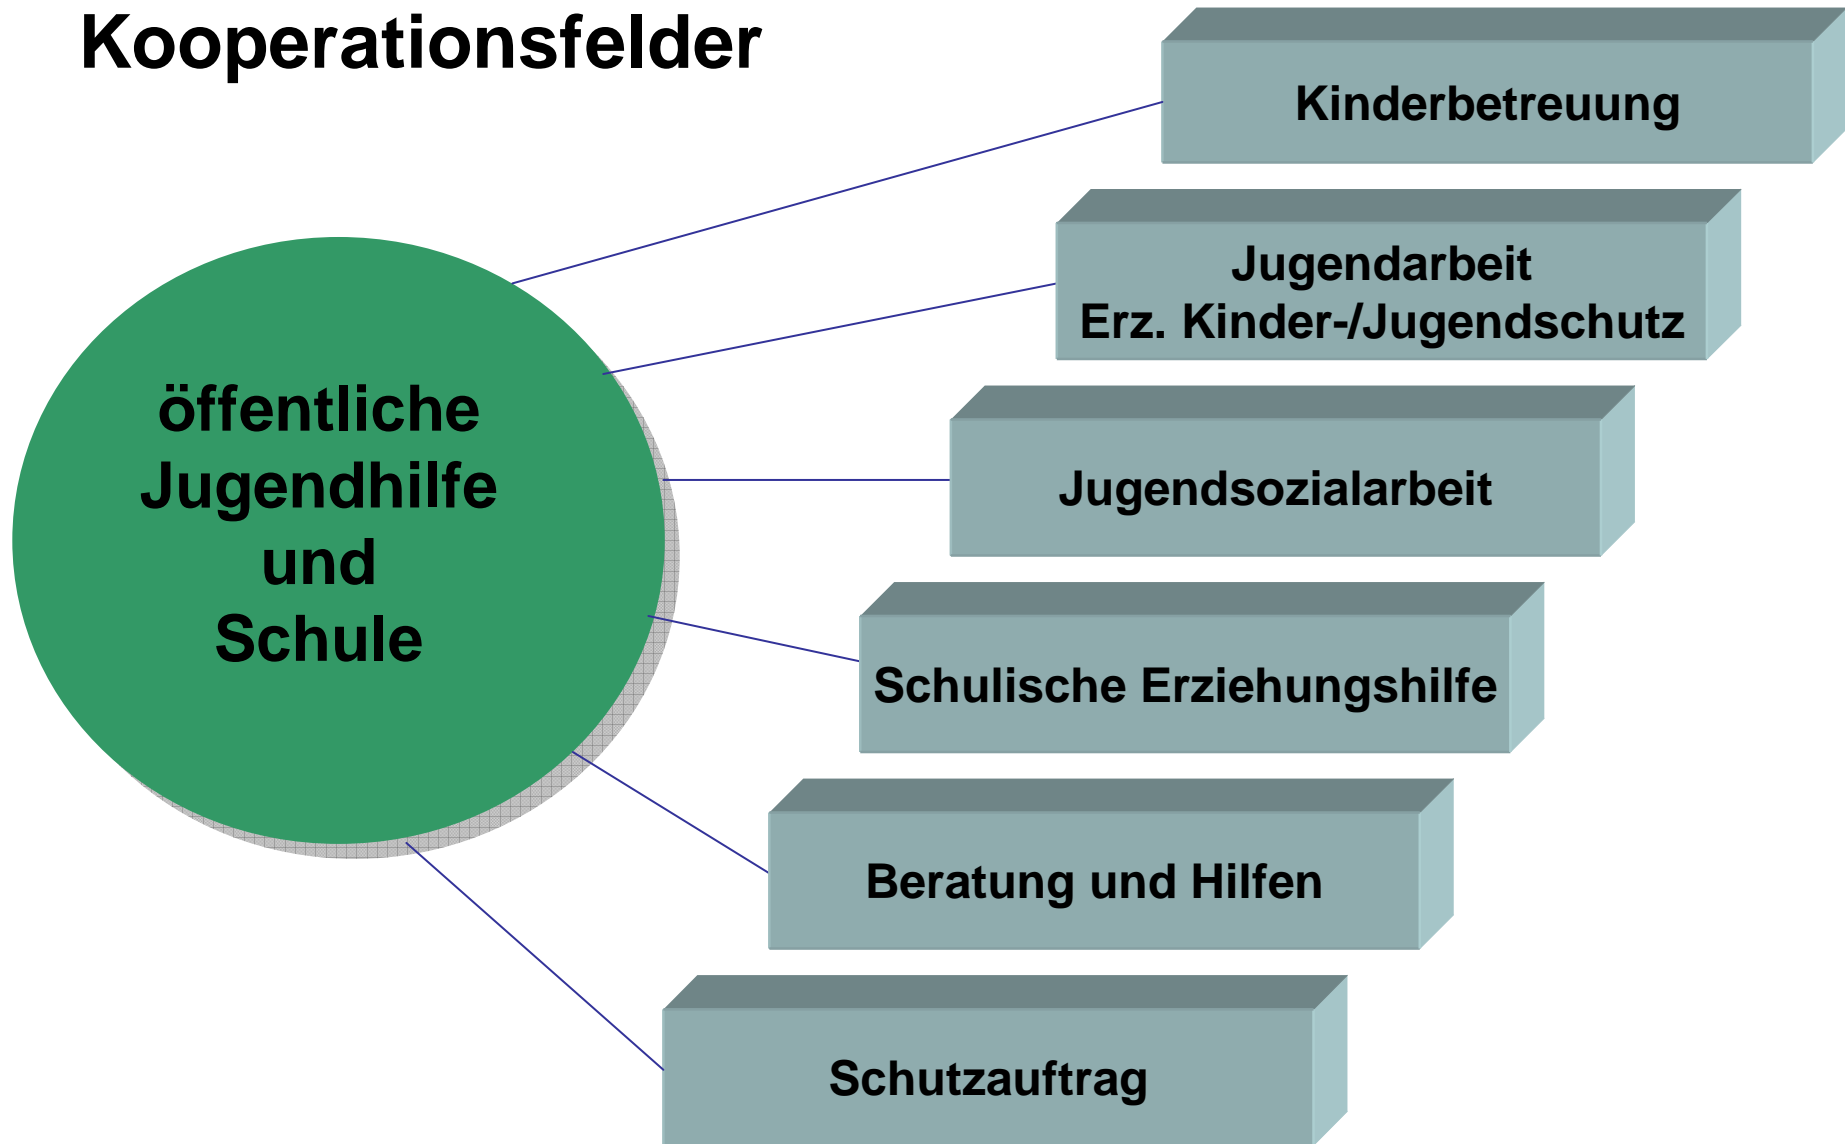 Kooperationsfelder
Kinderbetreuung
Jugendarbeit
Erz. Kinder-/Jugendschutz
öffentliche
Jugendhilfe
und
Schule
Jugendsozialarbeit
Schulische Erziehungshilfe
Beratung und Hilfen
Schutzauftrag